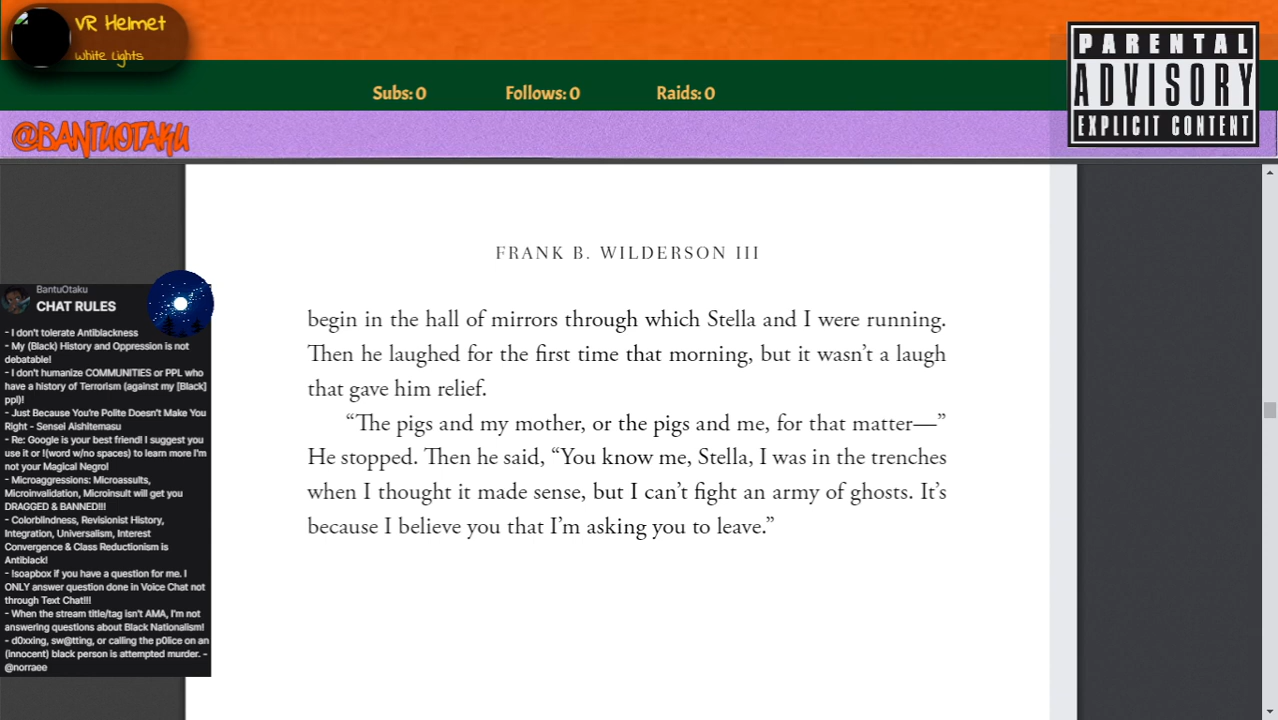 VR Helmet
White Lights
PARENTAL
ADVISORY
EXPLICIT CONTENT
Subs: 0 Follows: 0 Raids: 0
@BANTUOTAKU
FRANK B. WILDERSON III
begin in the hall of mirrors through which Stella and I were running.
Then he laughed for the first time that morning, but it wasn’t a laugh
that gave him relief.
“The pigs and my mother, or the pigs and me, for that matter—”
He stopped. Then he said, “You know me, Stella, I was in the trenches
when I thought it made sense, but I can’t fight an army of ghosts. It’s
because I believe you that I’m asking you to leave.”
BantuOtaku
CHAT RULES
- I don't tolerate Antiblackness
- My (Black) History and Oppression is not
debatable!
- I don't humanize COMMUNITIES or PPL who
have a history of Terrorism (against my [Black]
ppl)!
- Just Because You're Polite Doesn't Make You
Right - Sensei Aishitemasu
- Re: Google is your best friend! I suggest you
use it or !(word w/no spaces) to learn more I'm
not your Magical Negro!
- Microaggressions: Microassults,
Microinvalidation, Microinsult will get you
DRAGGED & BANNED!!!
- Colorblindness, Revisionist History,
Integration, Universalism, Interest
Convergence & Class Reductionism is
Antiblack!
- !soapbox if you have a question for me. I
ONLY answer question done in Voice Chat not
through Text Chat!!!
- When the stream title/tag isn't AMA, I'm not
answering questions about Black Nationalism!
- d0xxing, sw@tting, or calling the p0lice on an
(innocent) black person is attempted murder. -
@norraee